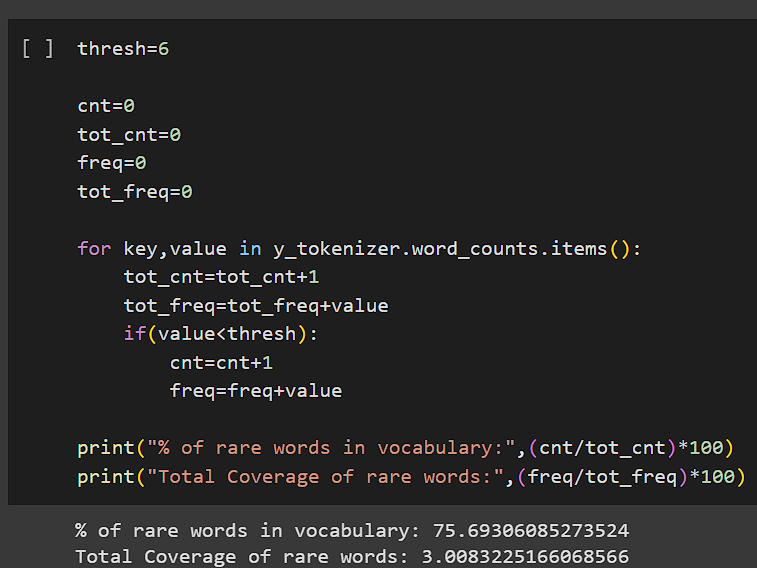 [ ] thresh=6
cnt=0
tot_cnt=0
freq=0
tot_freq=0
for key,value in y_tokenizer.word_counts.items():
    tot_cnt=tot_cnt+1
    tot_freq=tot_freq+value
    if(value<thresh):
        cnt=cnt+1
        freq=freq+value
print("% of rare words in vocabulary:",(cnt/tot_cnt)*100)
print("Total Coverage of rare words:",(freq/tot_freq)*100)
% of rare words in vocabulary: 75.69306085273524
Total Coverage of rare words: 3.0083225166068566